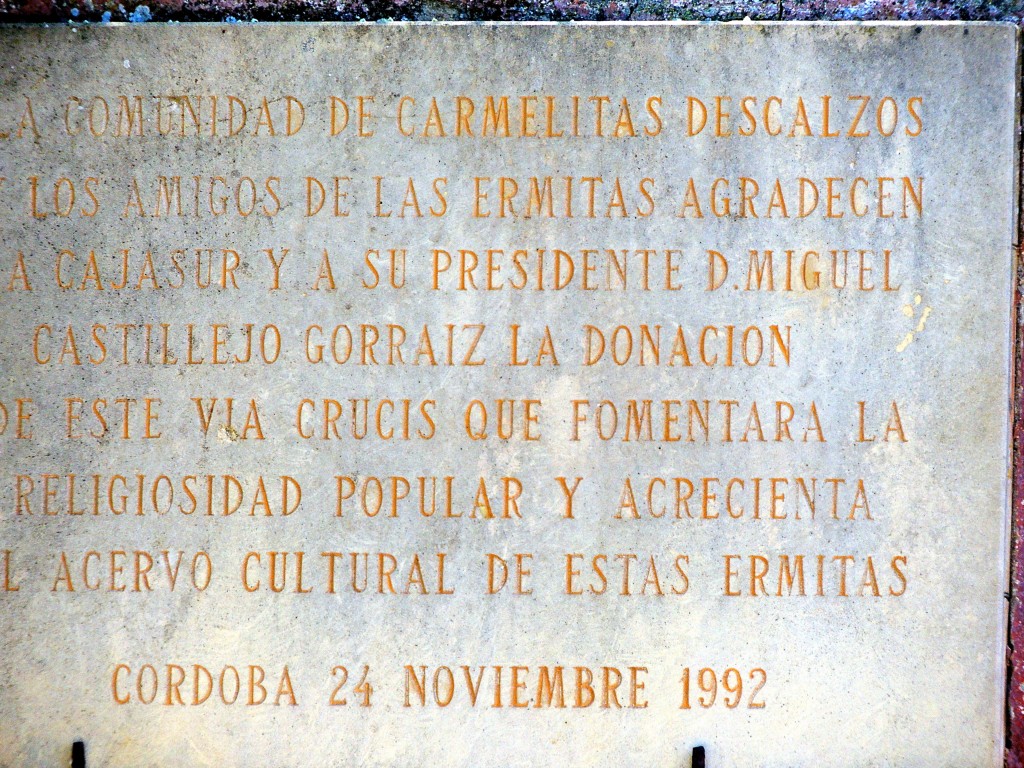 LA COMUNIDAD DE CARMELITAS DESCALZOS
Y LOS AMIGOS DE LAS ERMITAS AGRADECEN
A CAJASUR Y A SU PRESIDENTE D. MIGUEL
CASTILLEJO GORRAIZ LA DONACION
DE ESTE VIA CRUCIS QUE FOMENTARA LA
RELIGIOSIDAD POPULAR Y ACRECIENTA
EL ACERVO CULTURAL DE ESTAS ERMITAS
CORDOBA 24 NOVIEMBRE 1992